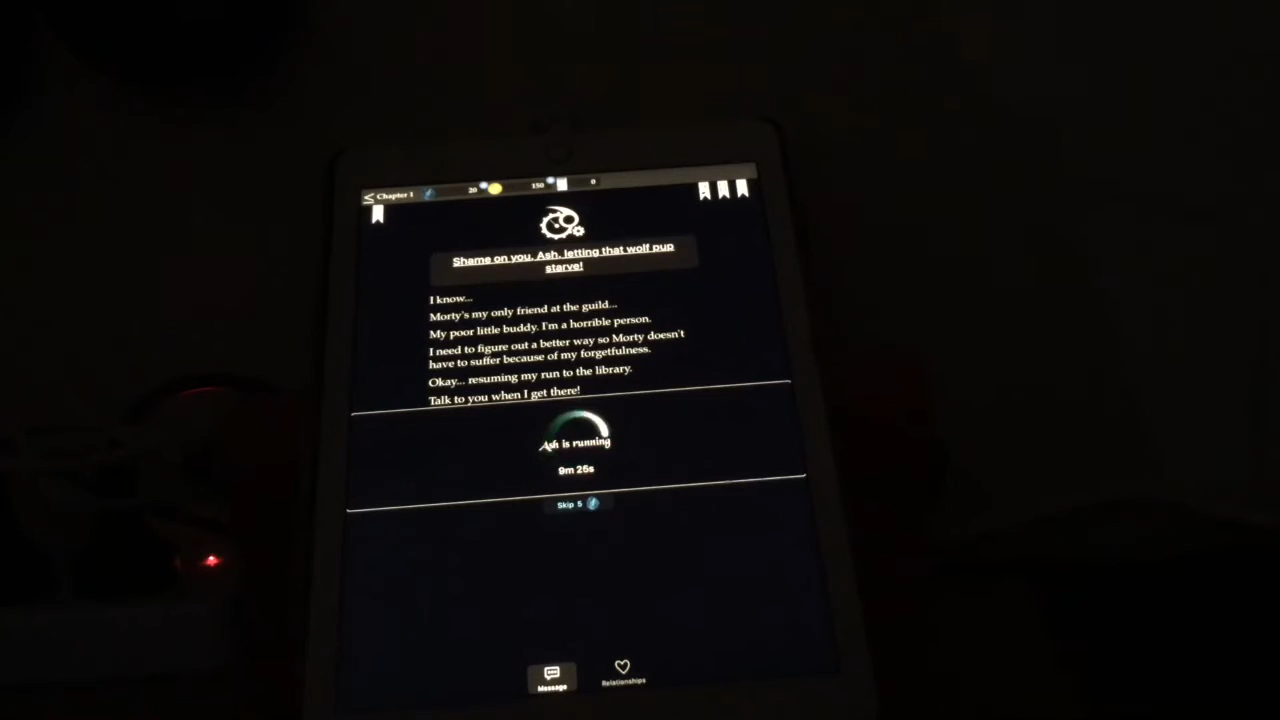 < Chapter 1 20 150 0
Shame on you, Ash, letting that wolf pup
starve!
I know...
Morty's my only friend at the guild...
My poor little buddy. I'm a horrible person.
I need to figure out a better way so Morty doesn't
have to suffer because of my forgetfulness.
Okay... resuming my run to the library.
Talk to you when I get there!
Ash is running
9m 26s
Skip 5
Message Relationships